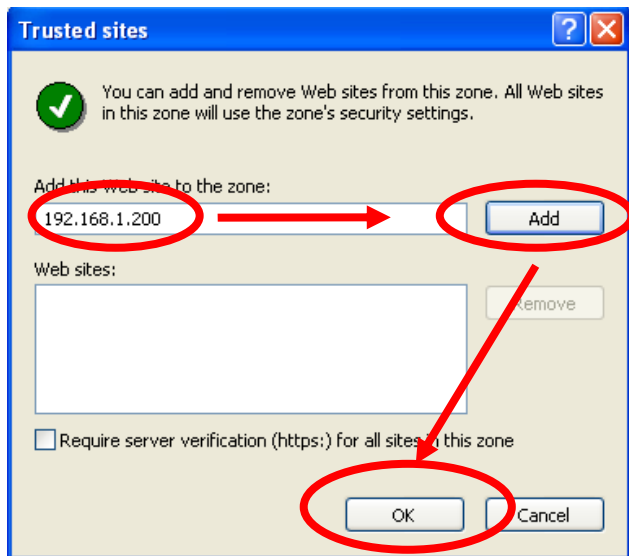 Trusted sites
You can add and remove Web sites from this zone. All Web sites
in this zone will use the zone's security settings.
Add this Web site to the zone:
192.168.1.200
Add
Web sites:
Remove
Require server verification (https:) for all sites in this zone
OK
Cancel